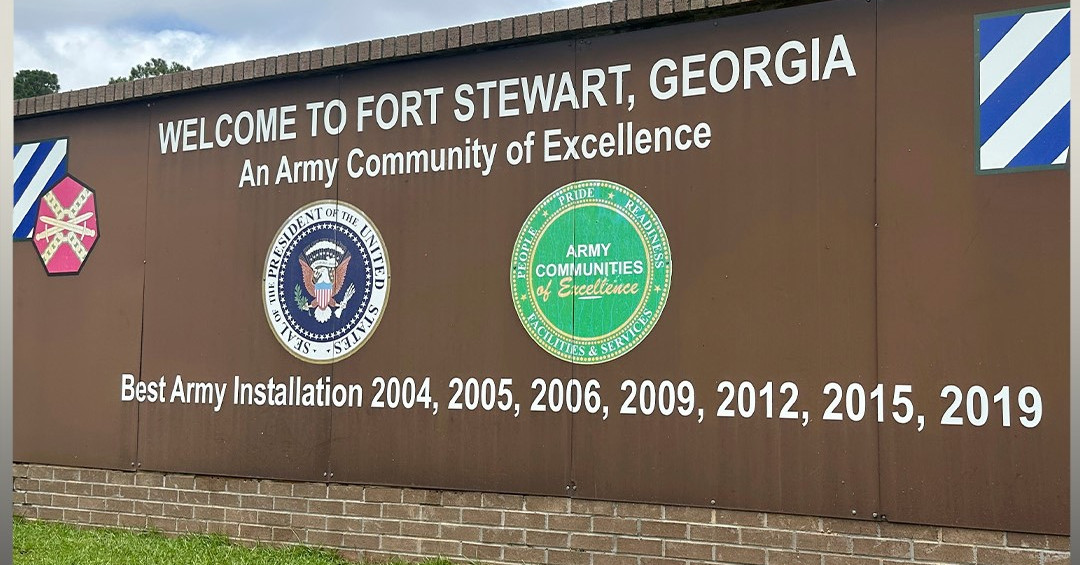 WELCOME TO FORT STEWART, GEORGIA
An Army Community of Excellence
SEAL OF THE PRESIDENT OF THE UNITED STATES
PEOPLE PRIDE READINESS
ARMY
COMMUNITIES
of Excellence
FACILITIES & SERVICES
Best Army Installation 2004, 2005, 2006, 2009, 2012, 2015, 2019